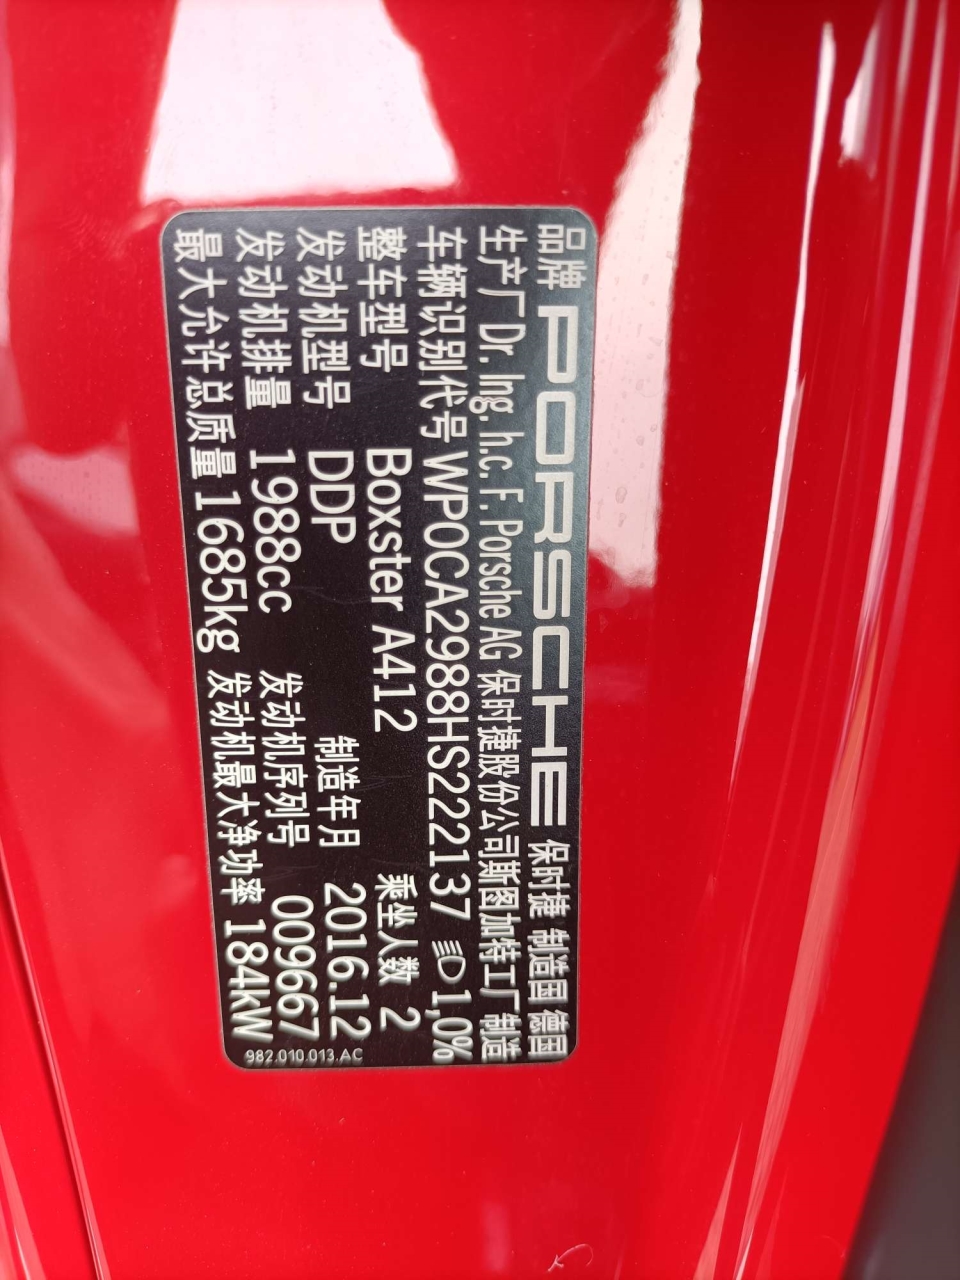 品牌 PORSCHE 保时捷 制造国 德国
生产厂 Dr. Ing. h.c. F. Porsche AG 保时捷股份公司斯图加特工厂 制造
车辆识别代号 WP0CA2988HS222137 1,0%
整车型号 Boxster A412 乘坐人数 2
发动机型号 DDP 制造年月 2016.12
发动机排量 1988cc 发动机序列号 009667
最大允许总质量 1685kg 发动机最大净功率 184kW
982.010.013.AC